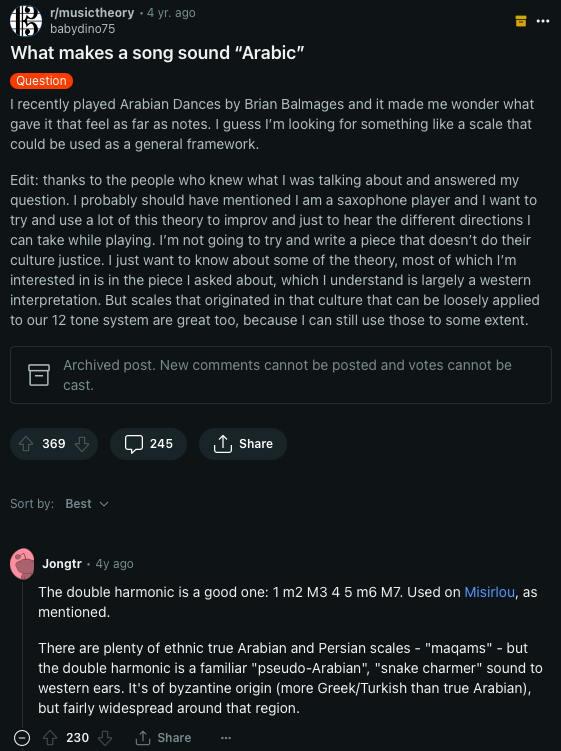 r/musictheory • 4 yr. ago
babydino75
What makes a song sound “Arabic”
Question
I recently played Arabian Dances by Brian Balmages and it made me wonder what
gave it that feel as far as notes. I guess I’m looking for something like a scale that
could be used as a general framework.
Edit: thanks to the people who knew what I was talking about and answered my
question. I probably should have mentioned I am a saxophone player and I want to
try and use a lot of this theory to improv and just to hear the different directions I
can take while playing. I’m not going to try and write a piece that doesn’t do their
culture justice. I just want to know about some of the theory, most of which I’m
interested in is in the piece I asked about, which I understand is largely a western
interpretation. But scales that originated in that culture that can be loosely applied
to our 12 tone system are great too, because I can still use those to some extent.
Archived post. New comments cannot be posted and votes cannot be
cast.
369 245 Share
Sort by: Best
Jongtr • 4y ago
The double harmonic is a good one: 1 m2 M3 4 5 m6 M7. Used on Misirlou, as
mentioned.
There are plenty of ethnic true Arabian and Persian scales - "maqams" - but
the double harmonic is a familiar "pseudo-Arabian", "snake charmer" sound to
western ears. It's of byzantine origin (more Greek/Turkish than true Arabian),
but fairly widespread around that region.
230 Share